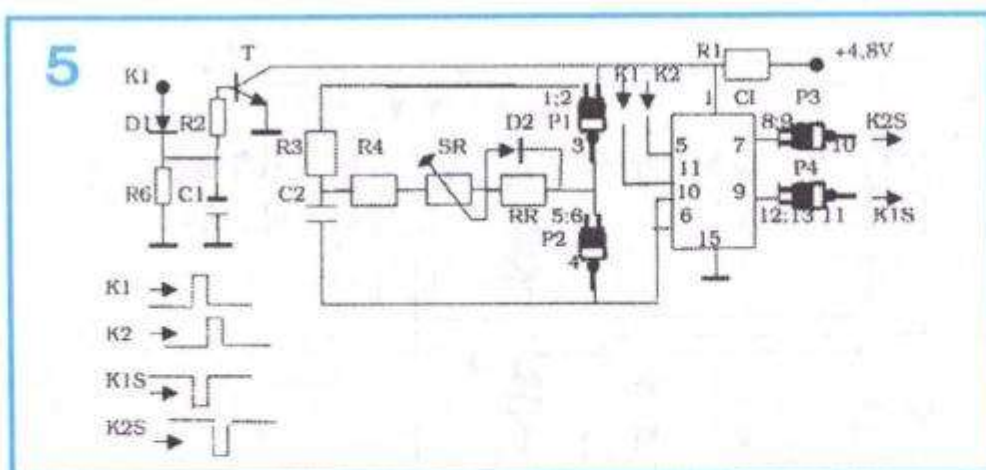 5
T
R1
+4,8V
K1
K1 K2
1;2
1
CI
P3
D1
R2
P1
8;9
K2S
D2
3
5
7
10
R3
R4
SR
11
P4
R6
C1
C2
10
9
RR
5;6
6
12;13
11
K1S
P2
15
4
K1
K2
K1S
K2S